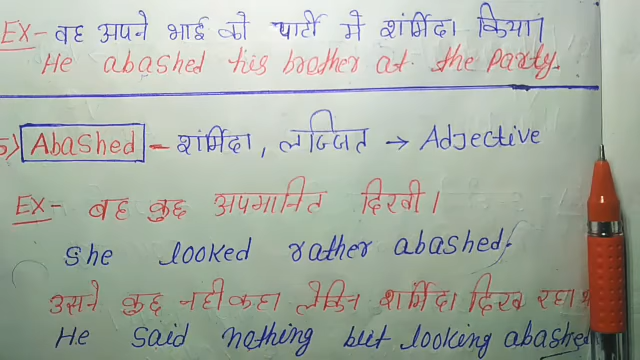 EX- वह अपने भाई को पार्टी में शर्मिंदा किया।
He abashed his brother at the party.
5) Abashed - शर्मिंदा, लज्जित → Adjective
EX- वह कुछ अपमानित दिखी।
She looked rather abashed.
उसने कुछ नही कहा लेकिन शर्मिंदा दिख रहा
He said nothing but looking abashed